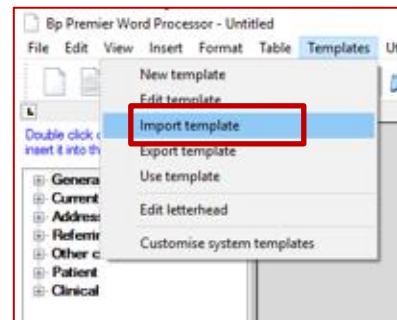 Bp Premier Word Processor - Untitled
File Edit View Insert Format Table Templates
New template
Edit template
Import template
Double click
insert it into
Export template
Use template
Edit letterhead
Customise system templates
Genera
Current
Addres
Referrin
Other c
Patient
Clinical